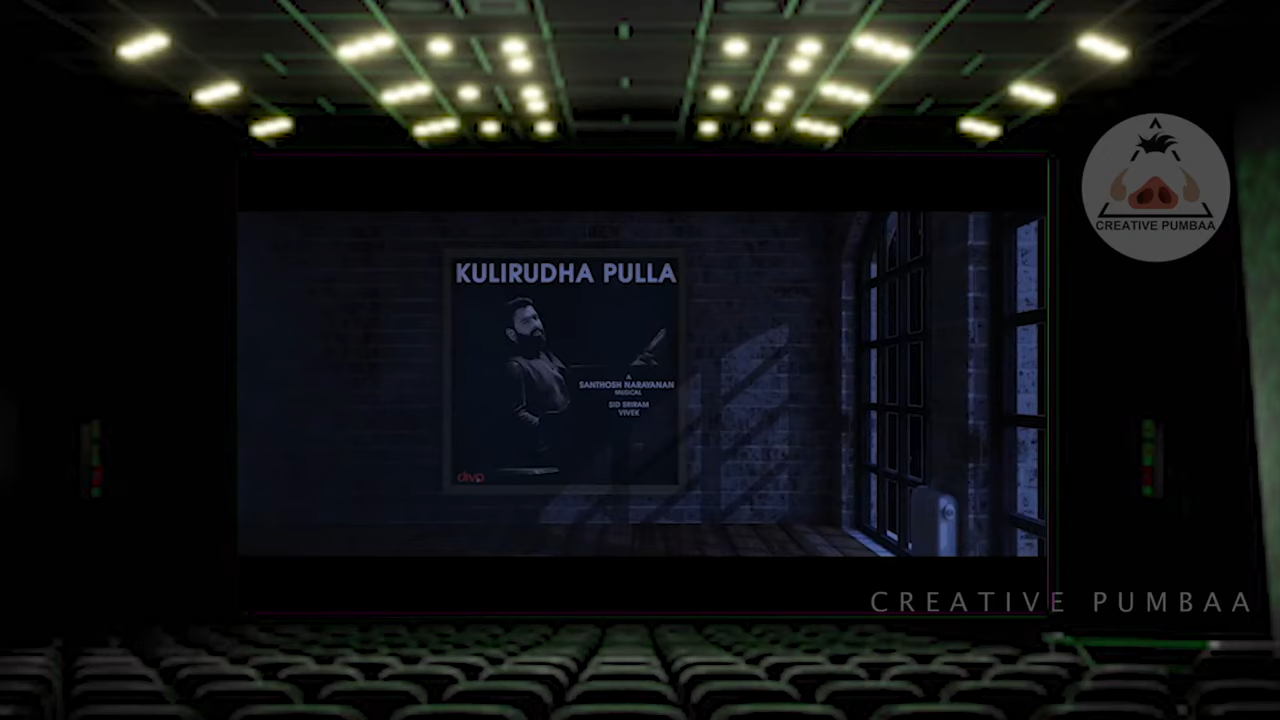 KULIRUDHA PULLA
A
SANTHOSH NARAYANAN
MUSICAL
SID SRIRAM
VIVEK
divo
CREATIVE PUMBAA
CREATIVE PUMBAA